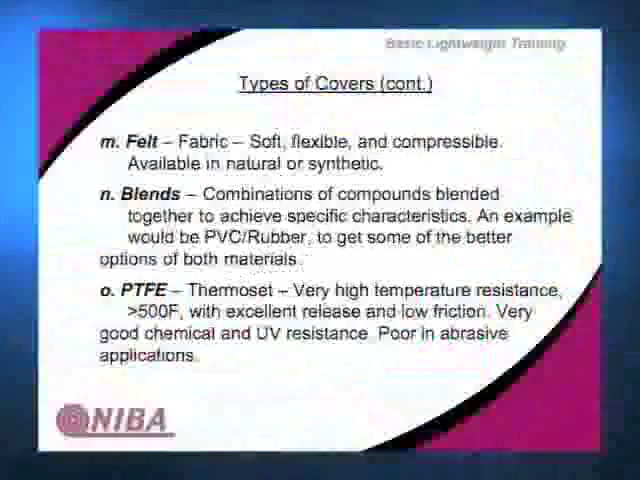 Basic Lightweight Training
Types of Covers (cont.)
m. Felt – Fabric – Soft, flexible, and compressible.
Available in natural or synthetic.
n. Blends – Combinations of compounds blended
together to achieve specific characteristics. An example
would be PVC/Rubber, to get some of the better
options of both materials.
o. PTFE – Thermoset – Very high temperature resistance,
>500F, with excellent release and low friction. Very
good chemical and UV resistance. Poor in abrasive
applications.
NIBA